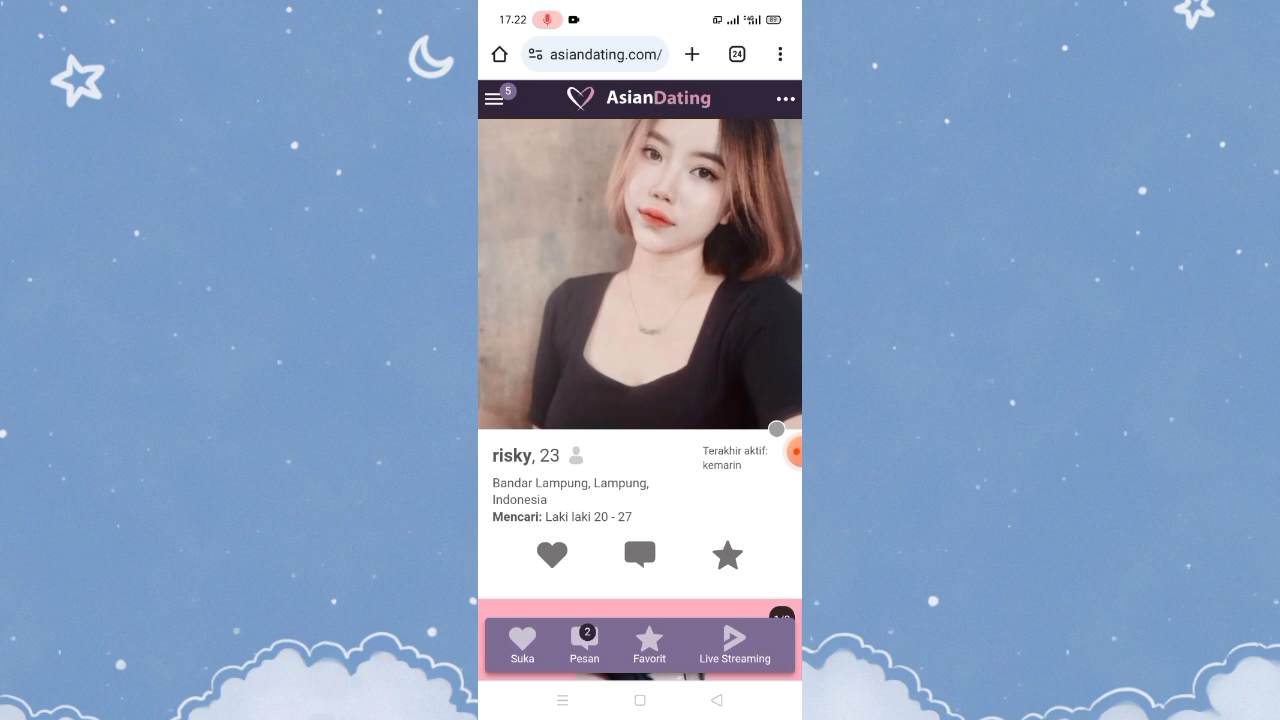 17.22
asiandating.com/
24
5
AsianDating
risky, 23
Terakhir aktif:
kemarin
Bandar Lampung, Lampung,
Indonesia
Mencari: Laki laki 20 - 27
2
Suka
Pesan
Favorit
Live Streaming